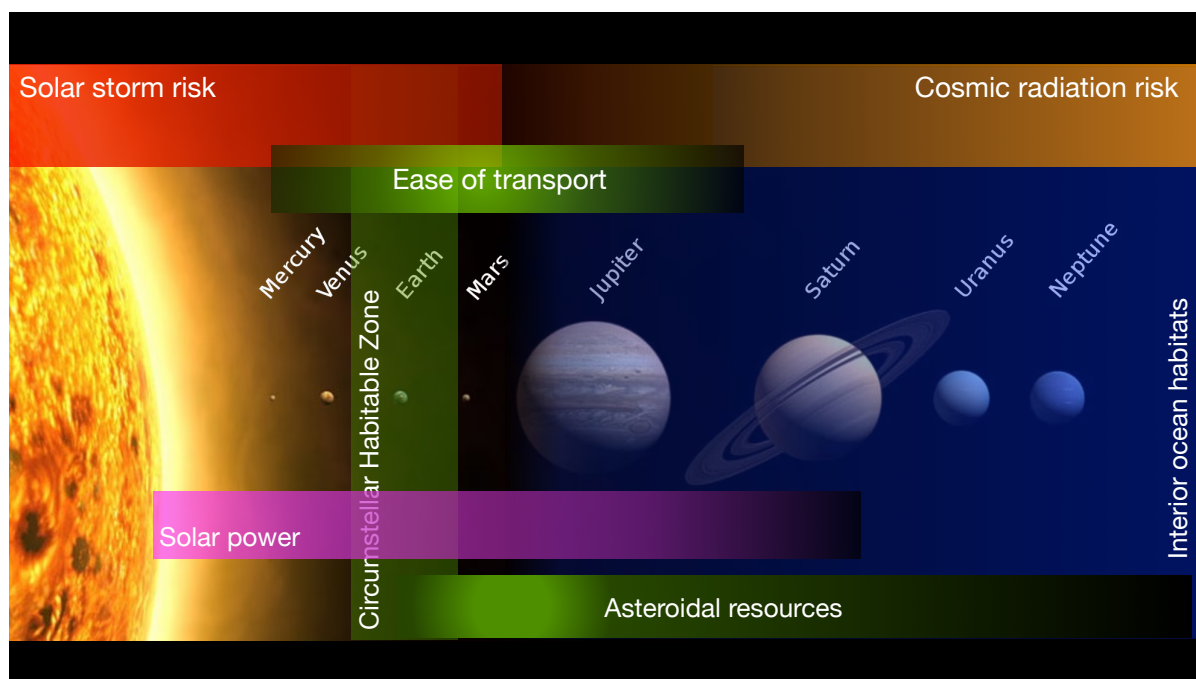 Solar storm risk
Cosmic radiation risk
Ease of transport
Mercury
Venus
Earth
Mars
Jupiter
Saturn
Uranus
Neptune
Circumstellar Habitable Zone
Interior ocean habitats
Solar power
Asteroidal resources